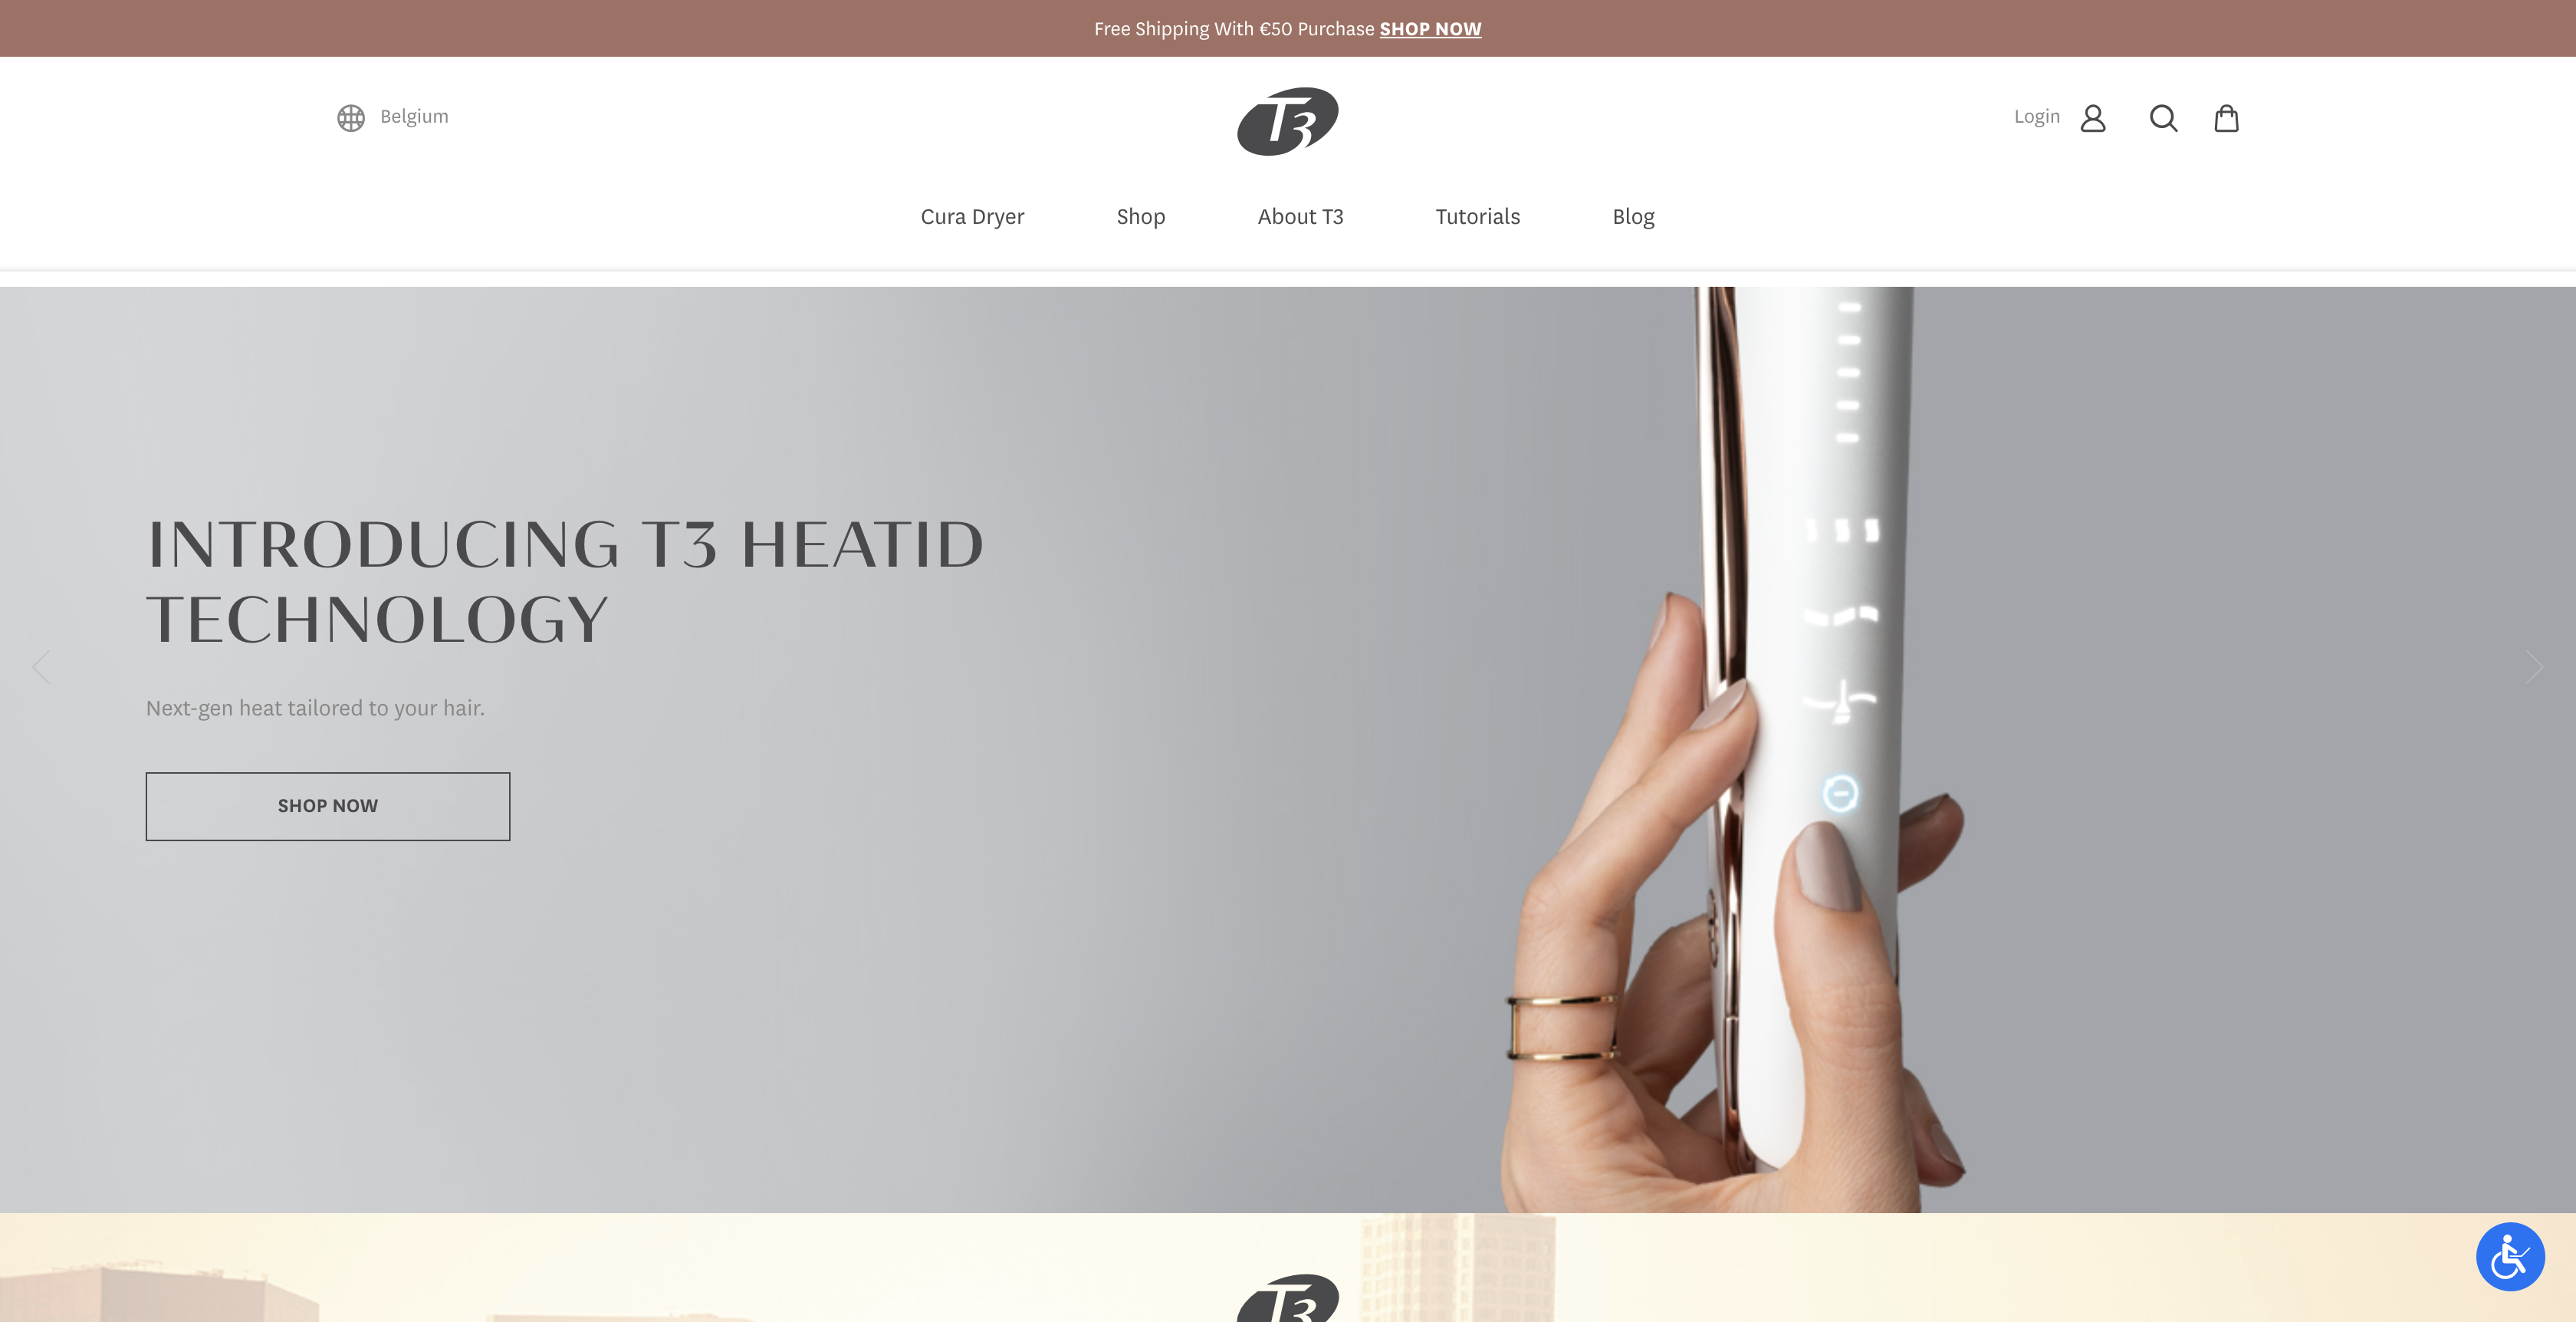 Free Shipping With €50 Purchase SHOP NOW
Belgium
T3
Login
Cura Dryer
Shop
About T3
Tutorials
Blog
INTRODUCING T3 HEATID
TECHNOLOGY
Next-gen heat tailored to your hair.
SHOP NOW
T3